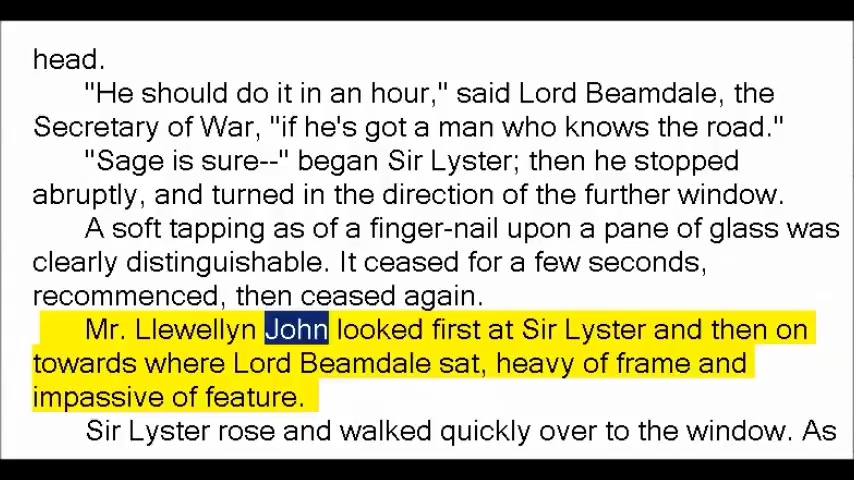 head.
"He should do it in an hour," said Lord Beamdale, the
Secretary of War, "if he's got a man who knows the road."
"Sage is sure--" began Sir Lyster; then he stopped
abruptly, and turned in the direction of the further window.
A soft tapping as of a finger-nail upon a pane of glass was
clearly distinguishable. It ceased for a few seconds,
recommenced, then ceased again.
Mr. Llewellyn John looked first at Sir Lyster and then on
towards where Lord Beamdale sat, heavy of frame and
impassive of feature.
Sir Lyster rose and walked quickly over to the window. As